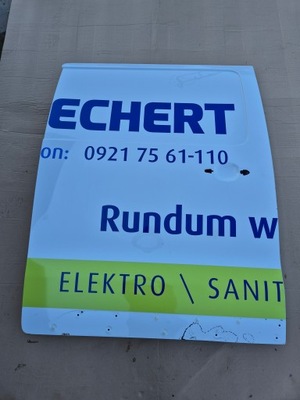 ECHERT
on: 0921 75 61-110
Rundum w
ELEKTRO \ SANIT